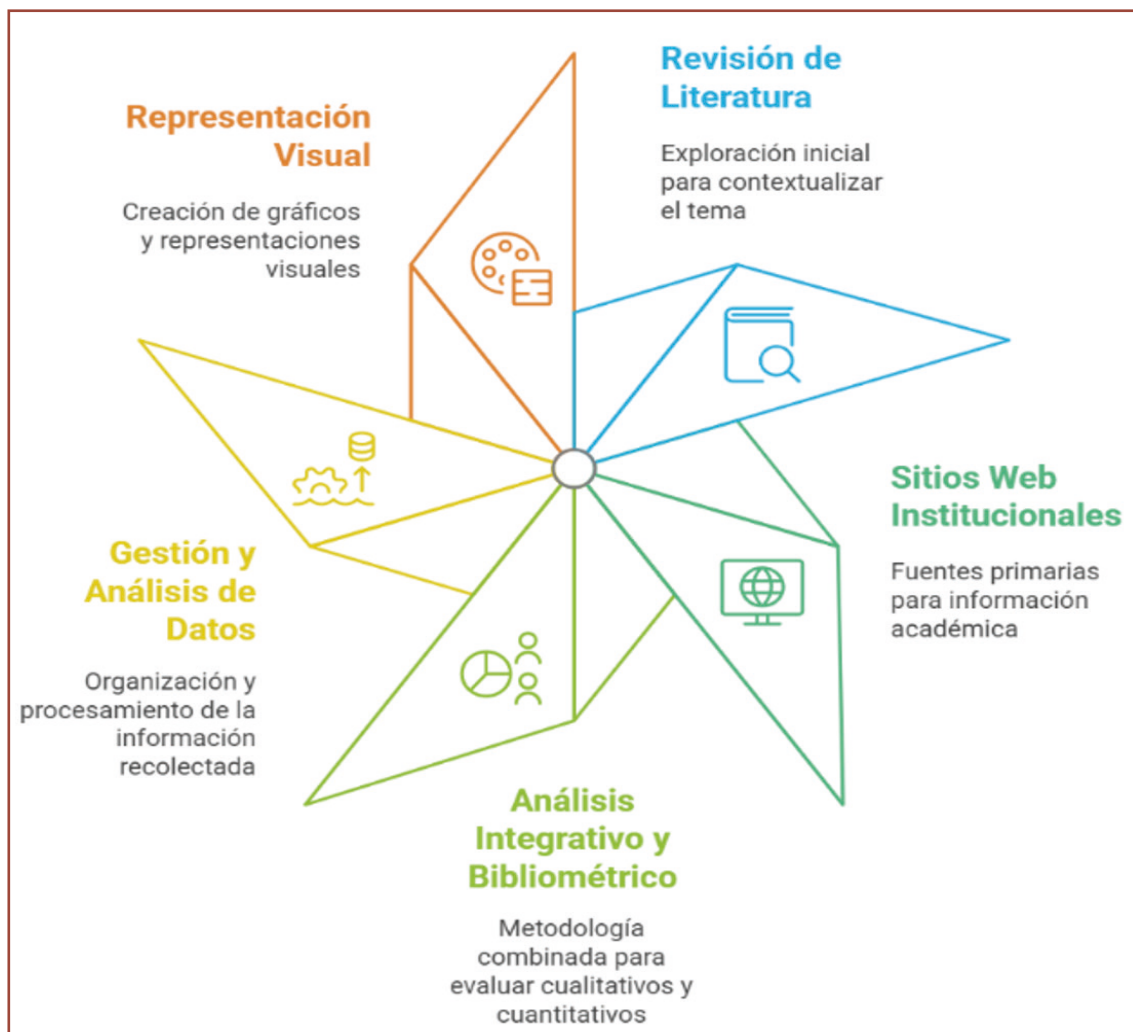 Revisión de
Literatura
Exploración inicial
para contextualizar
el tema
Sitios Web
Institucionales
Fuentes primarias
para información
académica
Análisis
Integrativo y
Bibliométrico
Metodología
combinada para
evaluar cualitativos y
cuantitativos
Gestión y
Análisis de
Datos
Organización y
procesamiento de la
información
recolectada
Representación
Visual
Creación de gráficos
y representaciones
visuales